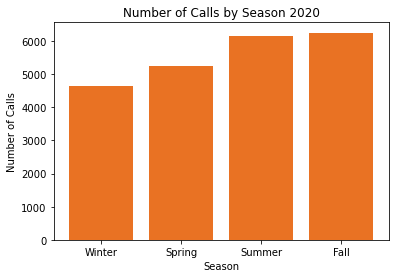 Number of Calls by Season 2020
Number of Calls
6000
5000
4000
3000
2000
1000
0
Winter Spring Summer Fall
Season